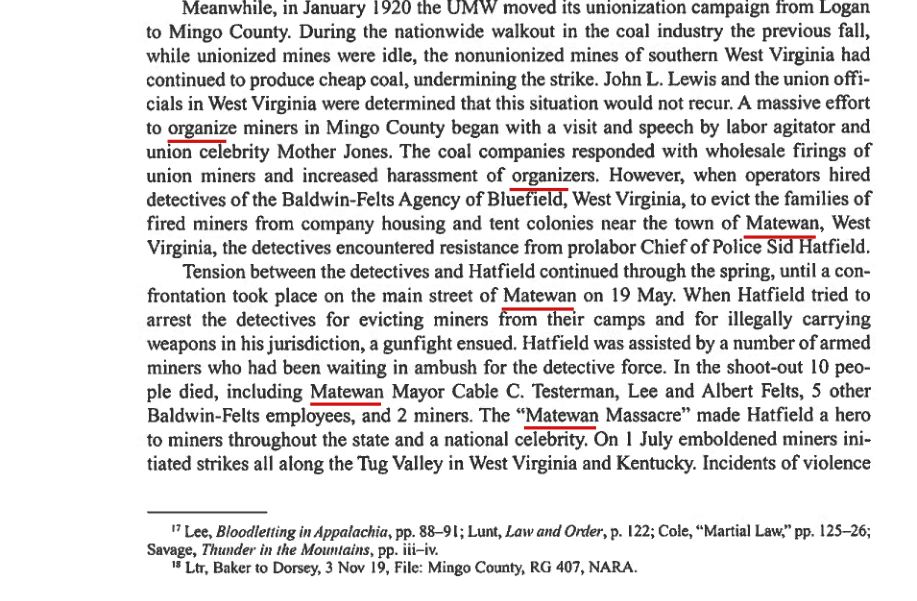 Meanwhile, in January 1920 the UMW moved its unionization campaign from Logan
to Mingo County. During the nationwide walkout in the coal industry the previous fall,
while unionized mines were idle, the nonunionized mines of southern West Virginia had
continued to produce cheap coal, undermining the strike. John L. Lewis and the union offi-
cials in West Virginia were determined that this situation would not recur. A massive effort
to organize miners in Mingo County began with a visit and speech by labor agitator and
union celebrity Mother Jones. The coal companies responded with wholesale firings of
union miners and increased harassment of organizers. However, when operators hired
detectives of the Baldwin-Felts Agency of Bluefield, West Virginia, to evict the families of
fired miners from company housing and tent colonies near the town of Matewan, West
Virginia, the detectives encountered resistance from prolabor Chief of Police Sid Hatfield.
Tension between the detectives and Hatfield continued through the spring, until a con-
frontation took place on the main street of Matewan on 19 May. When Hatfield tried to
arrest the detectives for evicting miners from their camps and for illegally carrying
weapons in his jurisdiction, a gunfight ensued. Hatfield was assisted by a number of armed
miners who had been waiting in ambush for the detective force. In the shoot-out 10 peo-
ple died, including Matewan Mayor Cable C. Testerman, Lee and Albert Felts, 5 other
Baldwin-Felts employees, and 2 miners. The “Matewan Massacre” made Hatfield a hero
to miners throughout the state and a national celebrity. On 1 July emboldened miners ini-
tiated strikes all along the Tug Valley in West Virginia and Kentucky. Incidents of violence
17 Lee, Bloodletting in Appalachia, pp. 88–91; Lunt, Law and Order, p. 122; Cole, “Martial Law,” pp. 125–26;
Savage, Thunder in the Mountains, pp. iii–iv.
18 Ltr, Baker to Dorsey, 3 Nov 19, File: Mingo County, RG 407, NARA.